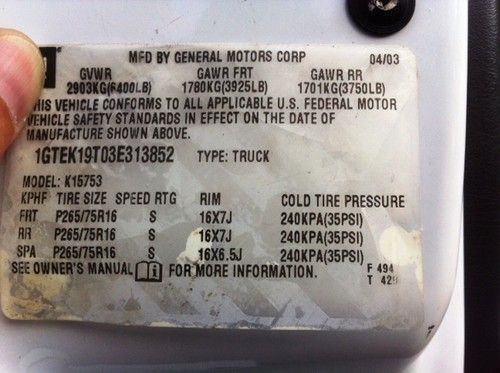 MFD BY GENERAL MOTORS CORP 04/03
GVWR GAWR FRT GAWR RR
2903KG(6400LB) 1780KG(3925LB) 1701KG(3750LB)
THIS VEHICLE CONFORMS TO ALL APPLICABLE U.S. FEDERAL MOTOR
VEHICLE SAFETY STANDARDS IN EFFECT ON THE DATE OF
MANUFACTURE SHOWN ABOVE.
1GTEK19T03E313852 TYPE: TRUCK
MODEL: K15753
KPHF TIRE SIZE SPEED RTG RIM COLD TIRE PRESSURE
FRT P265/75R16 S 16X7J 240KPA(35PSI)
RR P265/75R16 S 16X7J 240KPA(35PSI)
SPA P265/75R16 S 16X6.5J 240KPA(35PSI)
SEE OWNER'S MANUAL FOR MORE INFORMATION. F 494
T 429